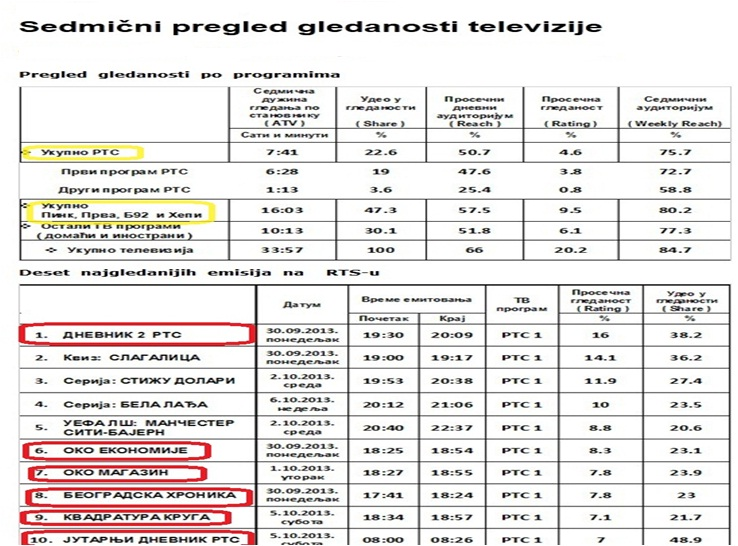 Sedmični pregled gledanosti televizije
Pregled gledanosti po programima
Седмична дужина гледања по становнику (ATV) Удео у гледаности (Share) Просечни дневни аудиторијум (Reach) Просечна гледаност (Rating) Седмични аудиторијум (Weekly Reach)
Сати и минути % % % %
Укупно РТС 7:41 22.6 50.7 4.6 75.7
Први програм РТС 6:28 19 47.6 3.8 72.7
Други програм РТС 1:13 3.6 25.4 0.8 58.8
Укупно Пинк, Прва, Б92 и Хепи 16:03 47.3 57.5 9.5 80.2
Остали ТВ програми (домаћи и инострани) 10:13 30.1 51.8 6.1 77.3
Укупно телевизија 33:57 100 66 20.2 84.7
Deset najgledanijih emisija na RTS-u
Датум Време емитовања ТВ програм Просечна гледаност (Rating) Удео у гледаности (Share)
Почетак Крај % %
1. ДНЕВНИК 2 РТС 30.09.2013. понедељак 19:30 20:09 РТС 1 16 38.2
2. Квиз: СЛАГАЛИЦА 30.09.2013. понедељак 19:00 19:17 РТС 1 14.1 36.2
3. Серија: СТИЖУ ДОЛАРИ 2.10.2013. среда 19:53 20:38 РТС 1 11.9 27.4
4. Серија: БЕЛА ЛАЂА 6.10.2013. недеља 20:12 21:06 РТС 1 10 23.5
5. УЕФА ЛШ: МАНЧЕСТЕР СИТИ-БАЈЕРН 2.10.2013. среда 20:40 22:37 РТС 1 8.8 20.6
6. ОКО ЕКОНОМИЈЕ 30.09.2013. понедељак 18:25 18:54 РТС 1 8.3 23.1
7. ОКО МАГАЗИН 1.10.2013. уторак 18:27 18:55 РТС 1 7.8 23.9
8. БЕОГРАДСКА ХРОНИКА 30.09.2013. понедељак 17:41 18:24 РТС 1 7.8 23
9. КВАДРАТУРА КРУГА 5.10.2013. субота 18:34 18:57 РТС 1 7.1 21.7
10. ЈУТАРЊИ ДНЕВНИК РТС 5.10.2013. субота 08:00 08:26 РТС 1 7 48.9